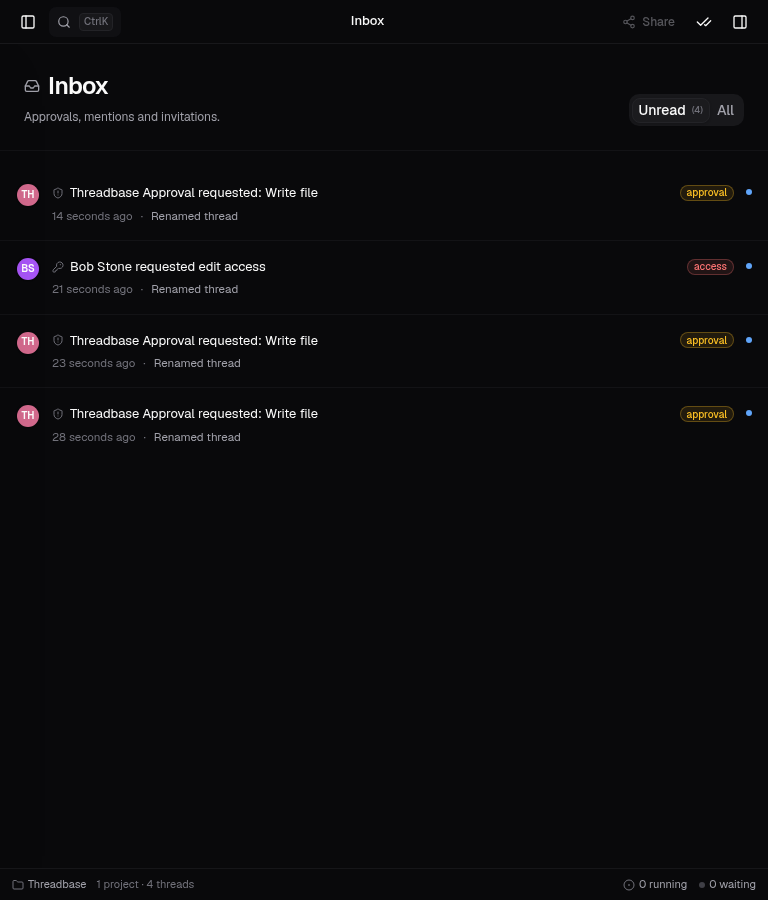 CtrlK
Inbox
Share
Inbox
Approvals, mentions and invitations.
Unread (4) All
TH Threadbase Approval requested: Write file approval
14 seconds ago · Renamed thread
BS Bob Stone requested edit access access
21 seconds ago · Renamed thread
TH Threadbase Approval requested: Write file approval
23 seconds ago · Renamed thread
TH Threadbase Approval requested: Write file approval
28 seconds ago · Renamed thread
Threadbase 1 project · 4 threads 0 running 0 waiting